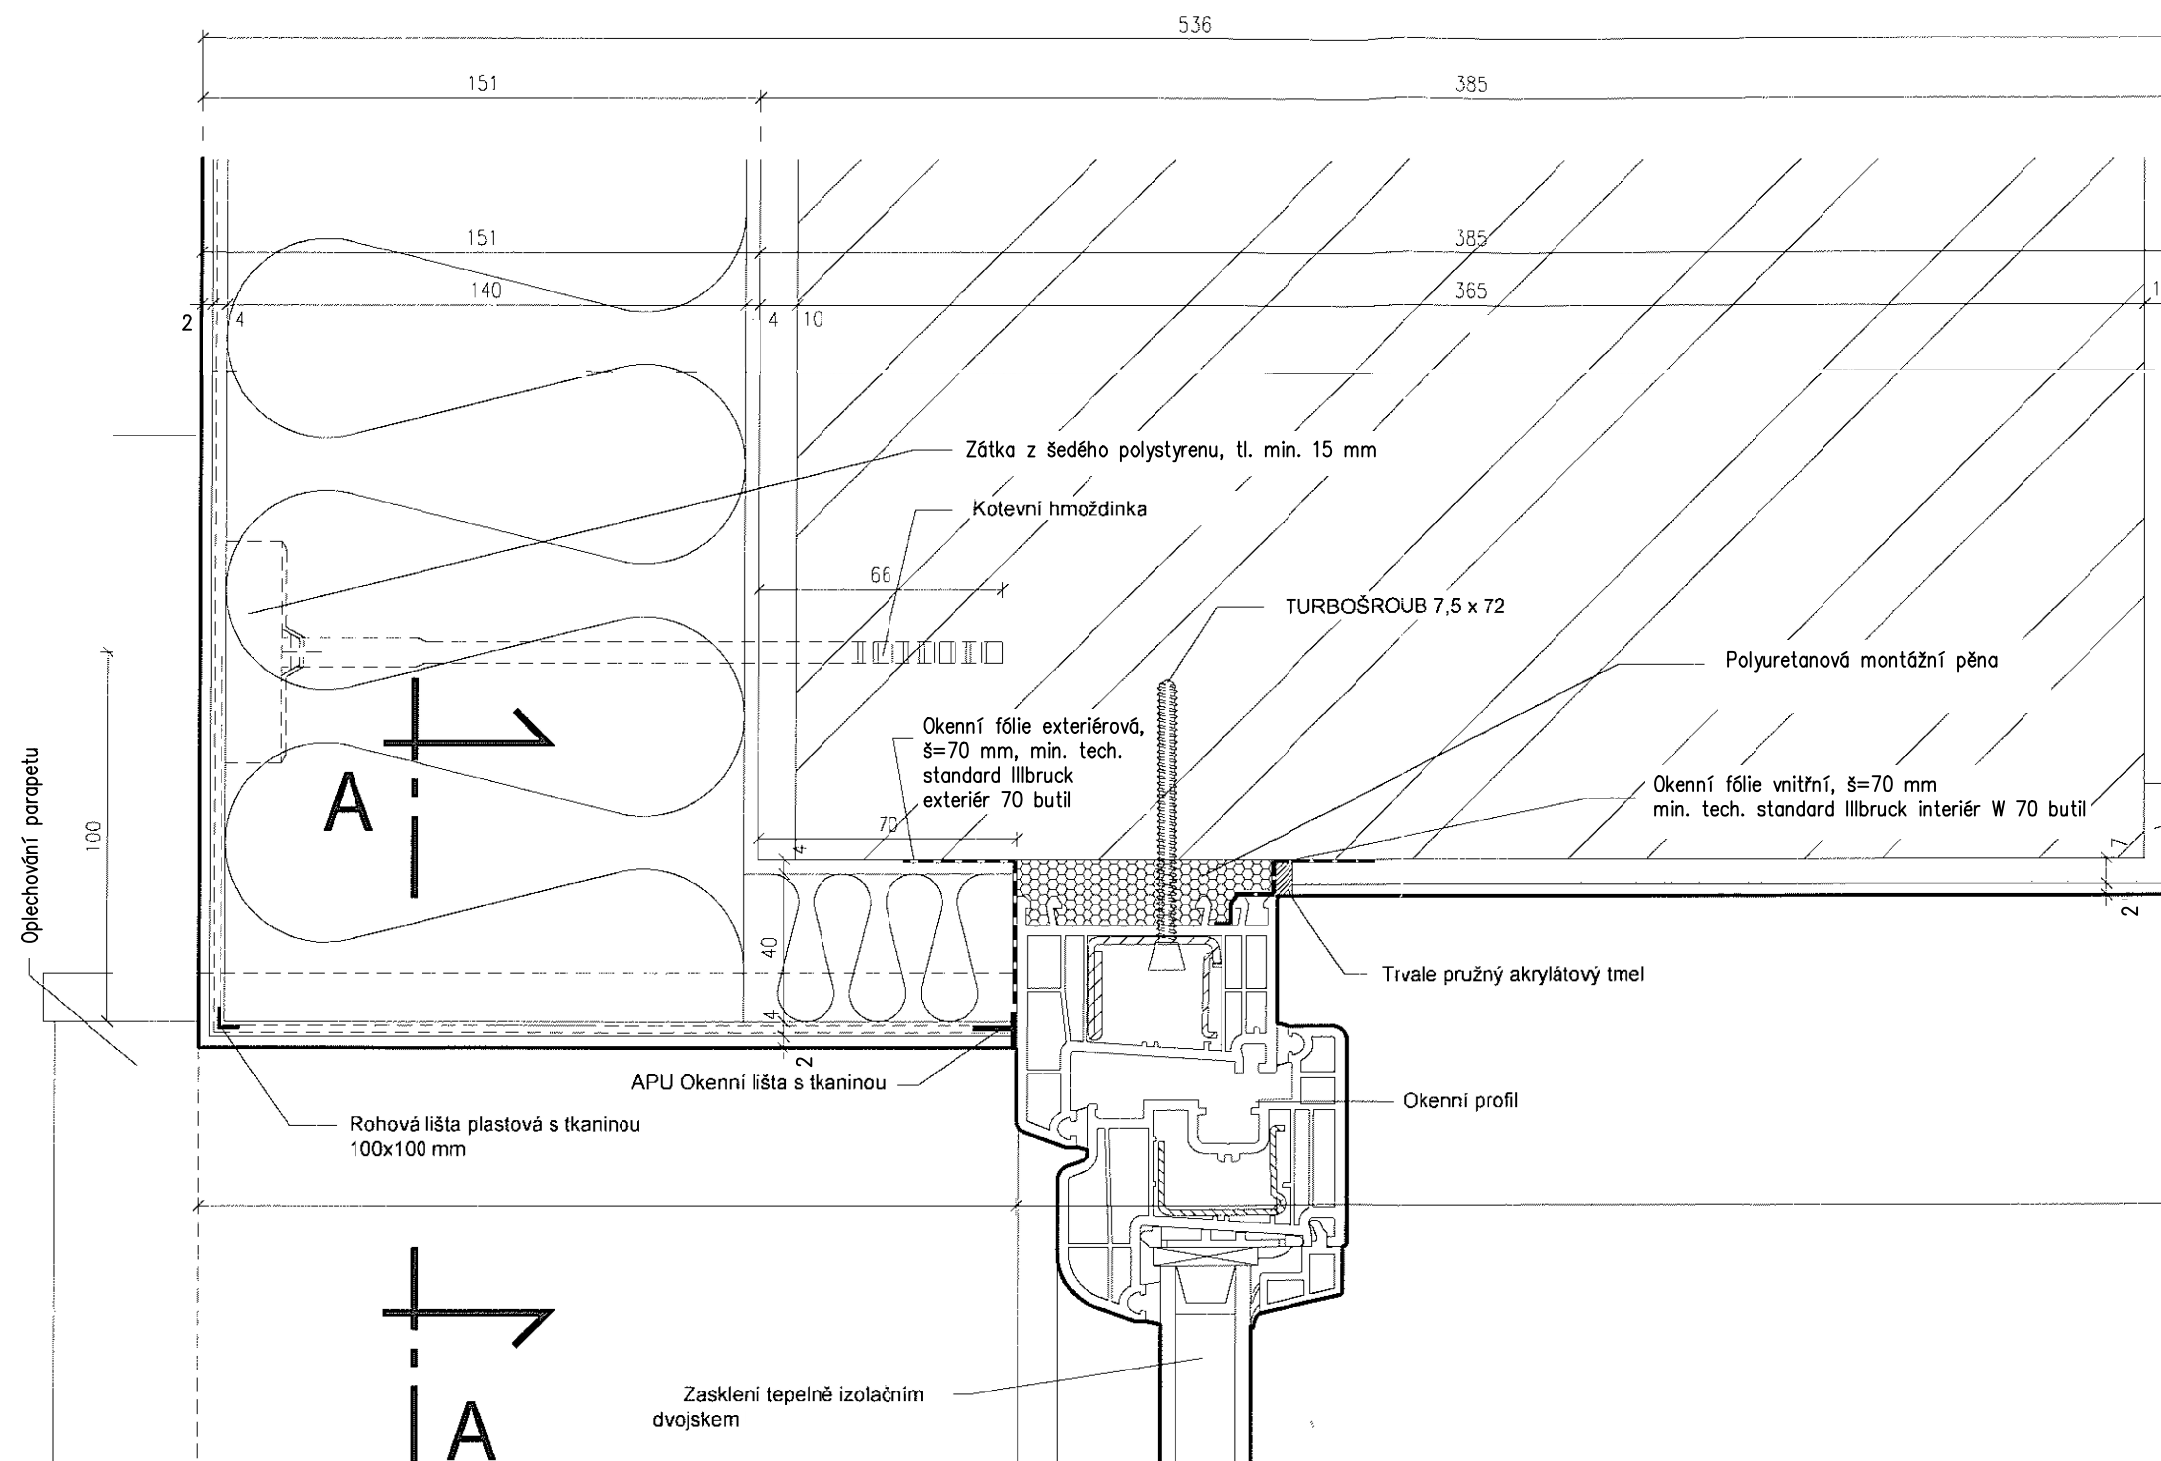 536
151
385
151
385
140
365
2
4
4
10
1
Zátka z šedého polystyrenu, tl. min. 15 mm
Kotevní hmoždinka
66
TURBOŠROUB 7,5 x 72
Polyuretanová montážní pěna
Okenní fólie exteriérová,
š=70 mm, min. tech.
standard Illbruck
exteriér 70 butil
Okenní fólie vnitřní, š=70 mm
min. tech. standard Illbruck interiér W 70 butil
A
Oplechování parapetu
100
70
4
7
2
40
4
2
Trvale pružný akrylátový tmel
APU Okenní lišta s tkaninou
Okenní profil
Rohová lišta plastová s tkaninou
100x100 mm
Zasklení tepelně izolačním
dvojskem
A